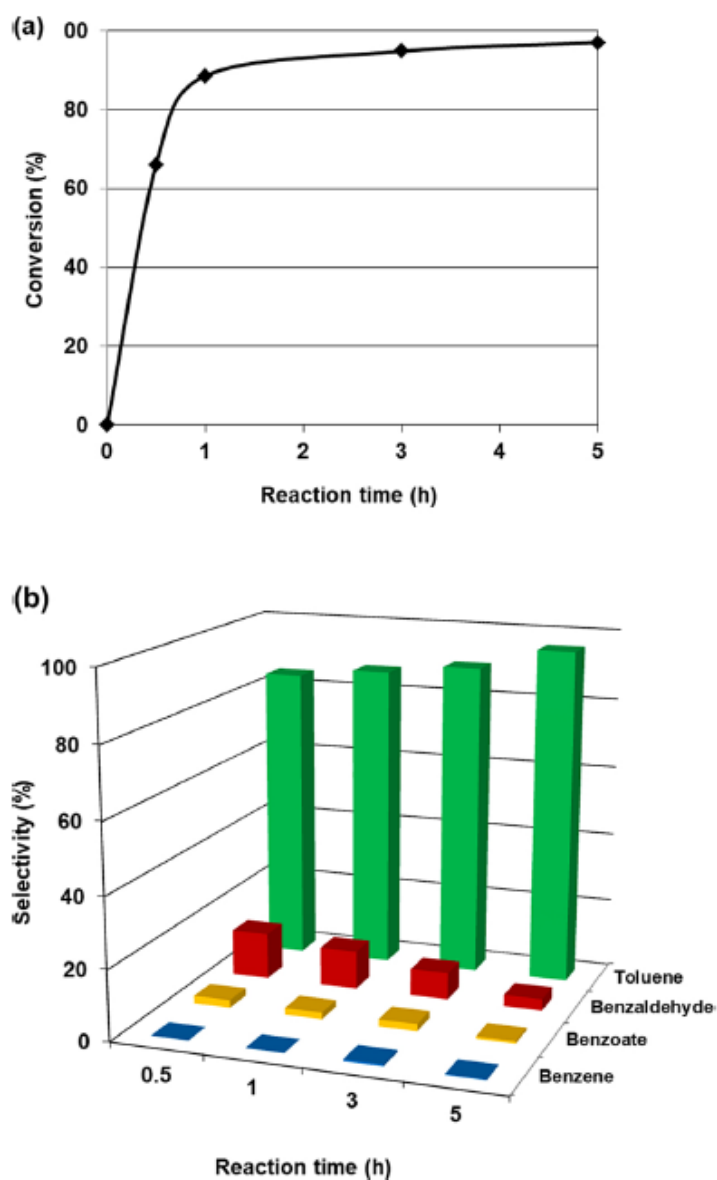 (a)
00
80
60
40
20
0
Conversion (%)
0 1 2 3 4 5
Reaction time (h)
(b)
100
80
60
40
20
0
Selectivity (%)
Toluene
Benzaldehyde
Benzoate
Benzene
0.5 1 3 5
Reaction time (h)